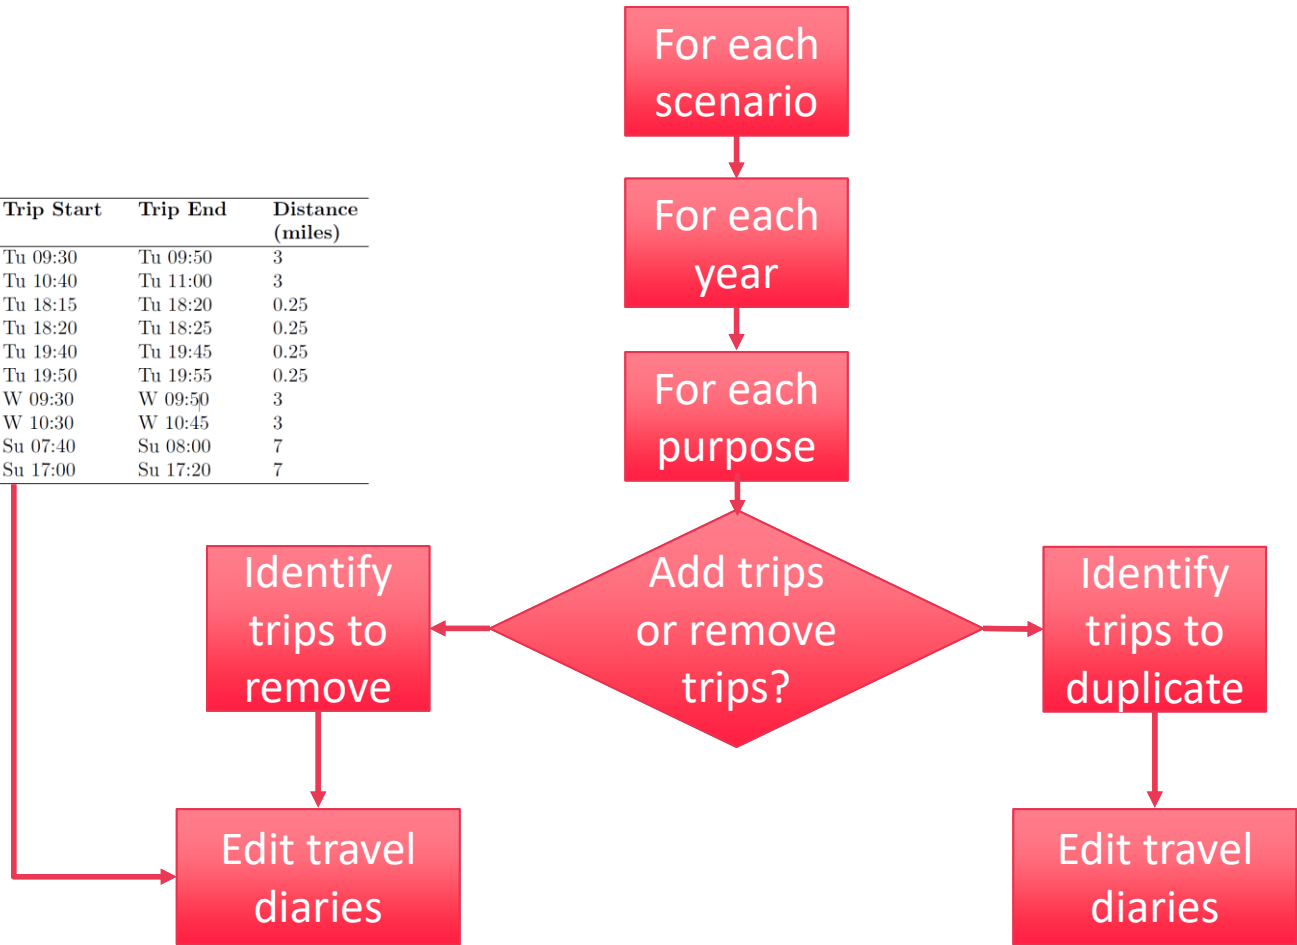 For each
scenario
For each
year
For each
purpose
Trip Start Trip End Distance
(miles)
Tu 09:30 Tu 09:50 3
Tu 10:40 Tu 11:00 3
Tu 18:15 Tu 18:20 0.25
Tu 18:20 Tu 18:25 0.25
Tu 19:40 Tu 19:45 0.25
Tu 19:50 Tu 19:55 0.25
W 09:30 W 09:50 3
W 10:30 W 10:45 3
Su 07:40 Su 08:00 7
Su 17:00 Su 17:20 7
Identify
trips to
remove
Add trips
or remove
trips?
Identify
trips to
duplicate
Edit travel
diaries
Edit travel
diaries